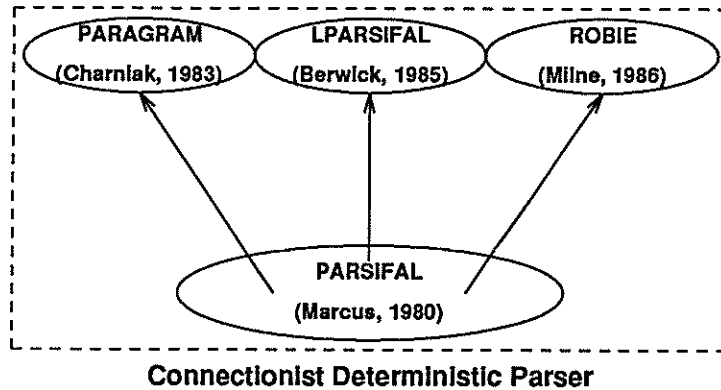 PARAGRAM LPARSIFAL ROBIE
(Charniak, 1983) (Berwick, 1985) (Milne, 1986)
PARSIFAL
(Marcus, 1980)
Connectionist Deterministic Parser